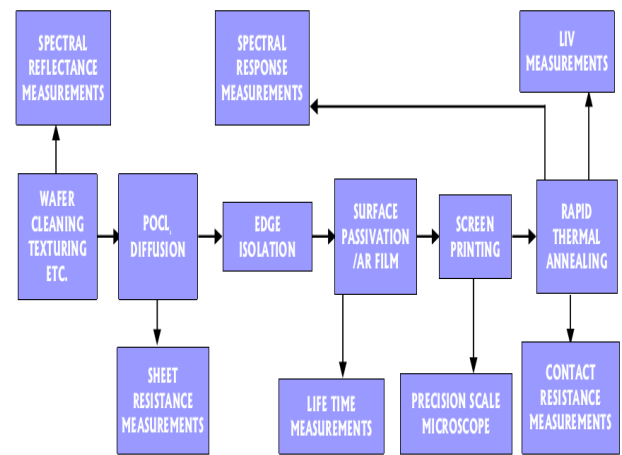 SPECTRAL
REFLECTANCE
MEASUREMENTS
SPECTRAL
RESPONSE
MEASUREMENTS
LIV
MEASUREMENTS
WAFER
CLEANING
TEXTURING
ETC.
POCL,
DIFFUSION
EDGE
ISOLATION
SURFACE
PASSIVATION
/AR FILM
SCREEN
PRINTING
RAPID
THERMAL
ANNEALING
SHEET
RESISTANCE
MEASUREMENTS
LIFE TIME
MEASUREMENTS
PRECISION SCALE
MICROSCOPE
CONTACT
RESISTANCE
MEASUREMENTS